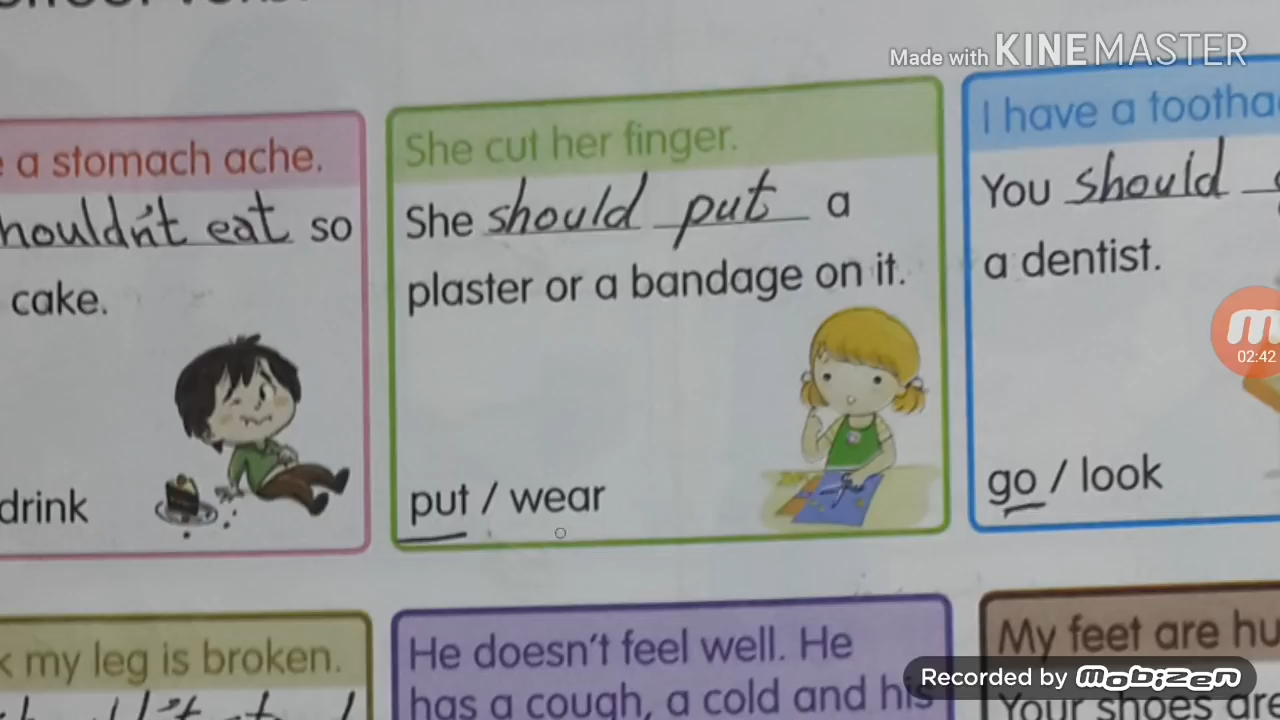 Made with KINEMASTER
a stomach ache.
shouldn't eat so
cake.
drink
She cut her finger.
She should put a
plaster or a bandage on it.
put / wear
I have a tootha
You should
a dentist.
go / look
02:42
my leg is broken.
He doesn't feel well. He
has a cough, a cold and his
My feet are hu
Your shoes are
Recorded by mobizen